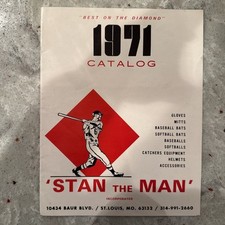 "BEST ON THE DIAMOND"
1971
CATALOG
GLOVES
MITTS
BASEBALL BATS
SOFTBALL BATS
BASEBALLS
SOFTBALLS
CATCHERS EQUIPMENT
HELMETS
ACCESSORIES
'STAN THE MAN'
INCORPORATED
10434 BAUR BLVD. / ST. LOUIS, MO. 63132 / 314-991-2660